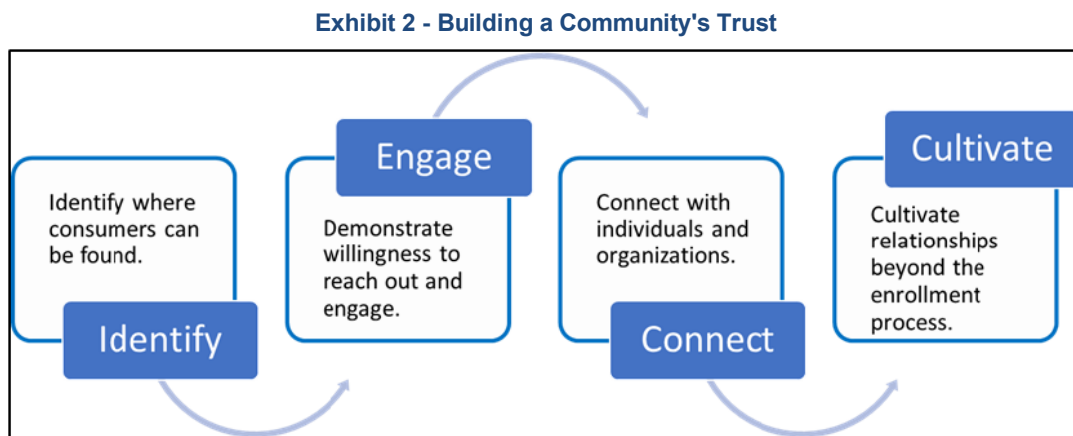 Exhibit 2 - Building a Community's Trust
Identify where
consumers can
be found.
Identify
Engage
Demonstrate
willingness to
reach out and
engage.
Connect with
individuals and
organizations.
Connect
Cultivate
Cultivate
relationships
beyond the
enrollment
process.